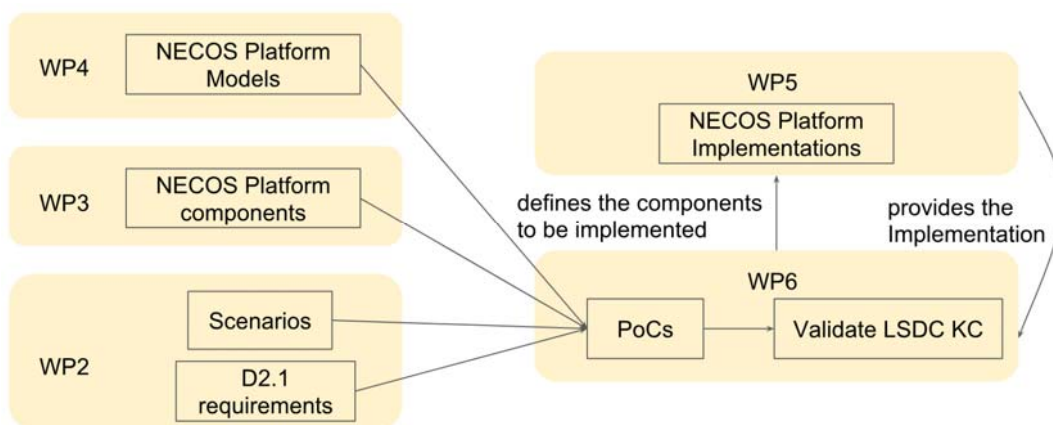 WP4
NECOS Platform
Models
WP3
NECOS Platform
components
WP2
Scenarios
D2.1
requirements
WP5
NECOS Platform
Implementations
defines the components
to be implemented
provides the
Implementation
WP6
PoCs
Validate LSDC KC